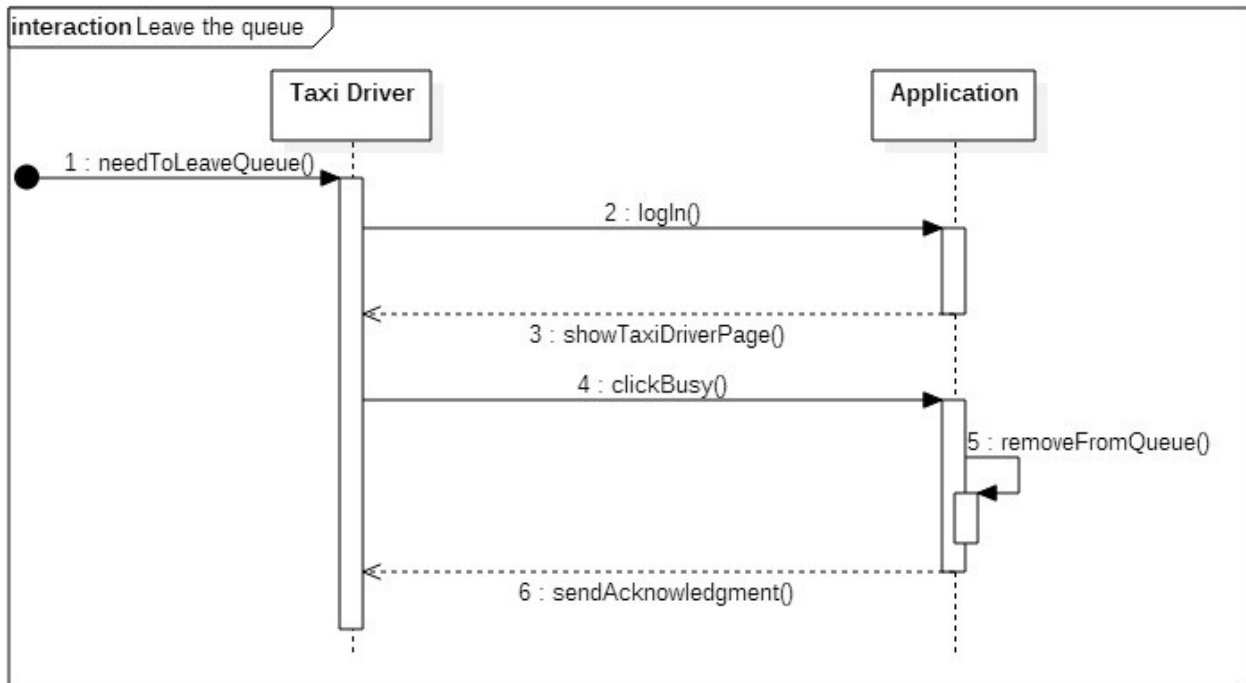 interaction Leave the queue
Taxi Driver
Application
1 : needToLeaveQueue()
2 : logIn()
3 : showTaxiDriverPage()
4 : clickBusy()
5 : removeFromQueue()
6 : sendAcknowledgment()